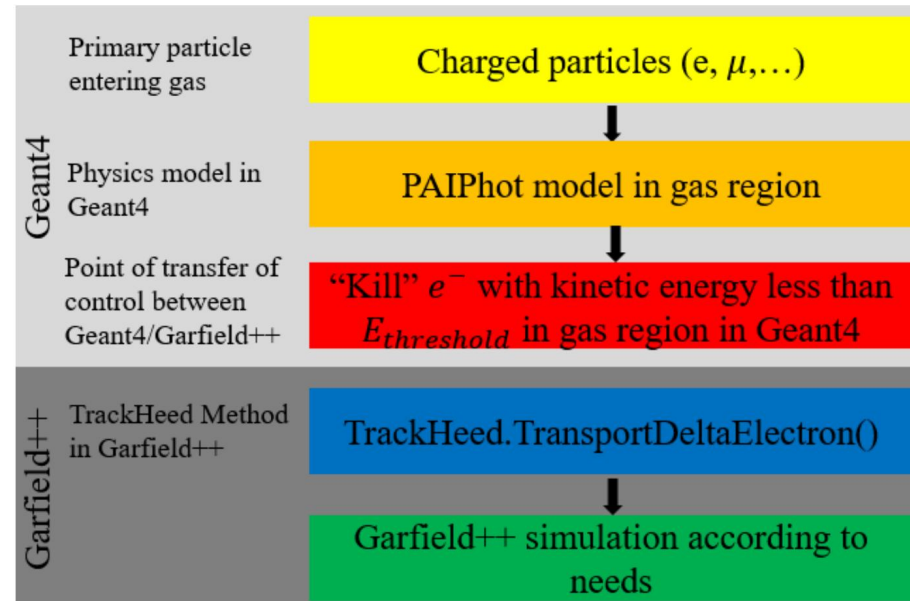 Geant4
Primary particle
entering gas
Charged particles (e, μ,…)
Physics model in
Geant4
PAIPhot model in gas region
Point of transfer of
control between
Geant4/Garfield++
“Kill” e⁻ with kinetic energy less than
E_threshold in gas region in Geant4
Garfield++
TrackHeed Method
in Garfield++
TrackHeed.TransportDeltaElectron()
Garfield++ simulation according to
needs